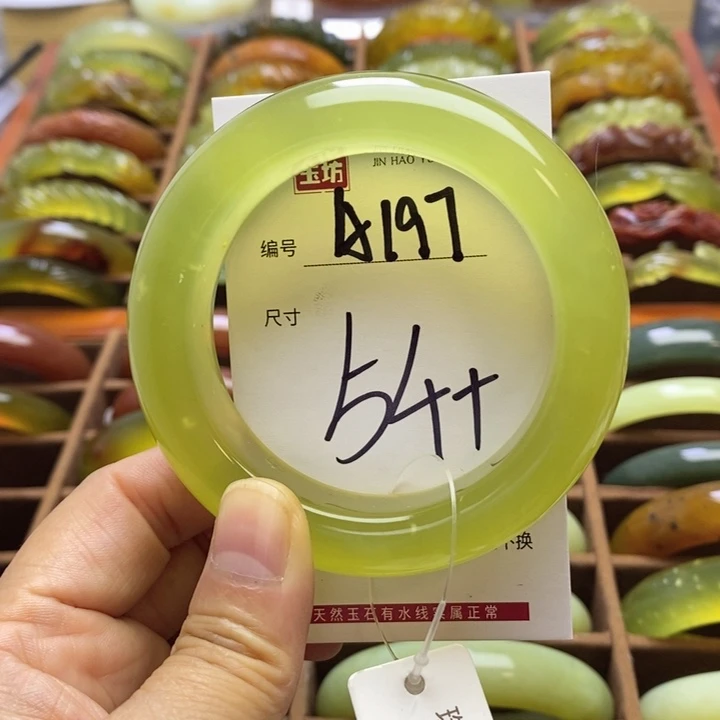 玉坊
JIN HAO Y
编号 A197
尺寸
54+
不换
天然玉石有水线实属正常